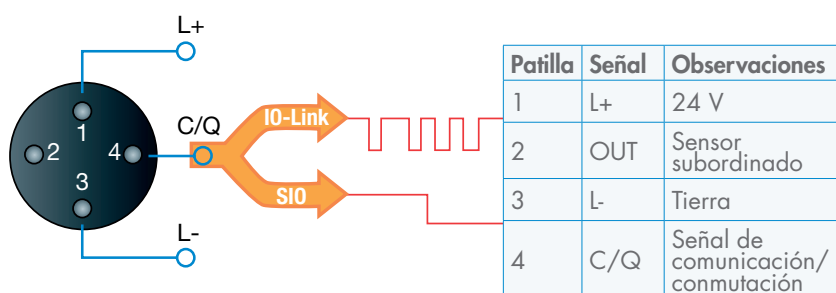 L+
1
2
4
3
C/Q
IO-Link
SIO
L-
Patilla Señal Observaciones
1 L+ 24 V
2 OUT Sensor
subordinado
3 L- Tierra
4 C/Q Señal de
comunicación/
conmutación